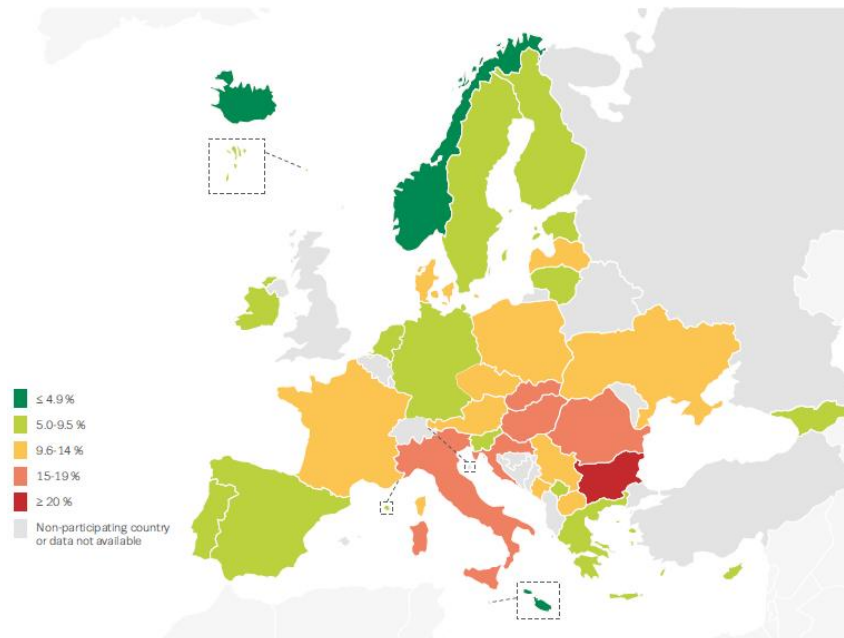 ≤ 4.9 %
5.0-9.5 %
9.6-14 %
15-19 %
≥ 20 %
Non-participating country
or data not available